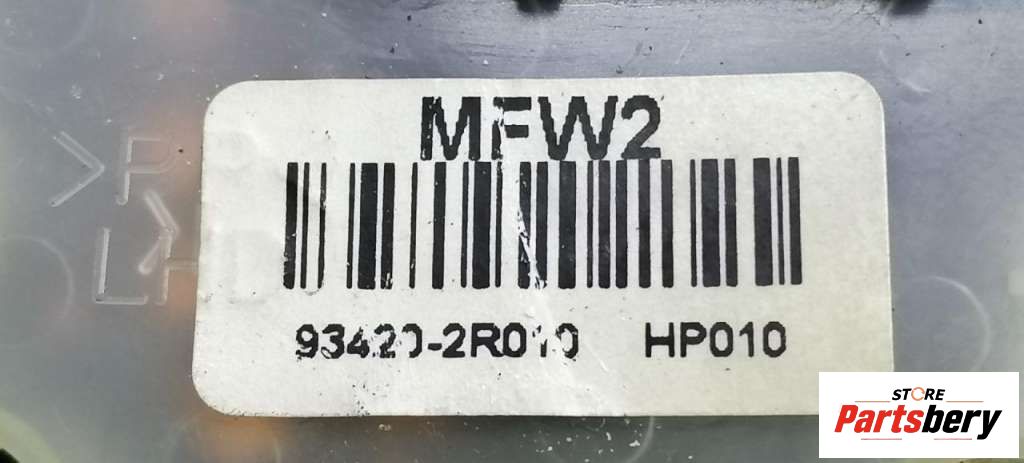 MFW2
93420-2R010 HP010
>P
LH
STORE
Partsbery